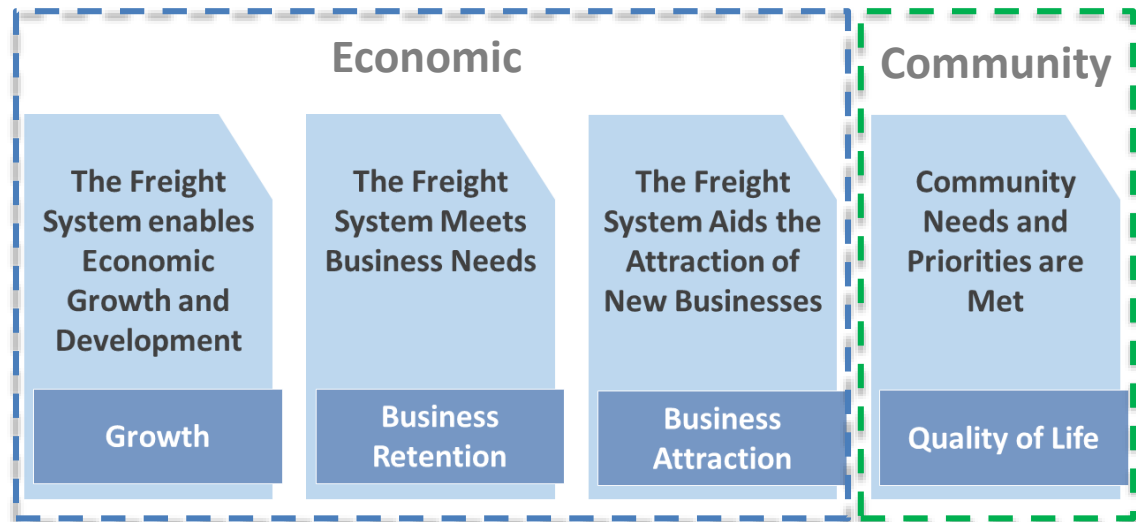 Economic
The Freight
System enables
Economic
Growth and
Development
Growth
The Freight
System Meets
Business Needs
Business
Retention
The Freight
System Aids the
Attraction of
New Businesses
Business
Attraction
Community
Community
Needs and
Priorities are
Met
Quality of Life